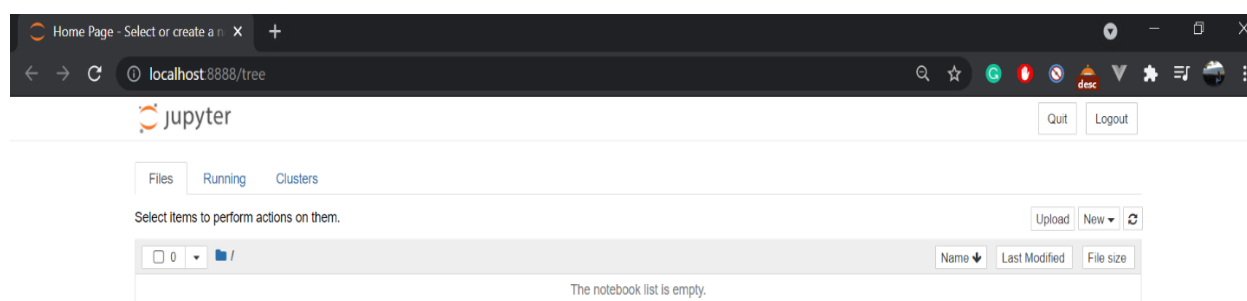 Home Page - Select or create a n
localhost:8888/tree
desc
jupyter
Quit Logout
Files Running Clusters
Select items to perform actions on them.
Upload New
0 /
Name Last Modified File size
The notebook list is empty.